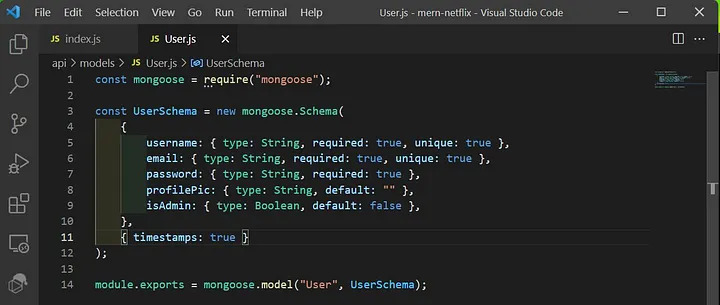 File Edit Selection View Go Run Terminal Help User.js - mern-netflix - Visual Studio Code
JS index.js JS User.js
api > models > JS User.js > UserSchema
1 const mongoose = require("mongoose");
2
3 const UserSchema = new mongoose.Schema(
4 {
5 username: { type: String, required: true, unique: true },
6 email: { type: String, required: true, unique: true },
7 password: { type: String, required: true },
8 profilePic: { type: String, default: "" },
9 isAdmin: { type: Boolean, default: false },
10 },
11 { timestamps: true }
12 );
13
14 module.exports = mongoose.model("User", UserSchema);